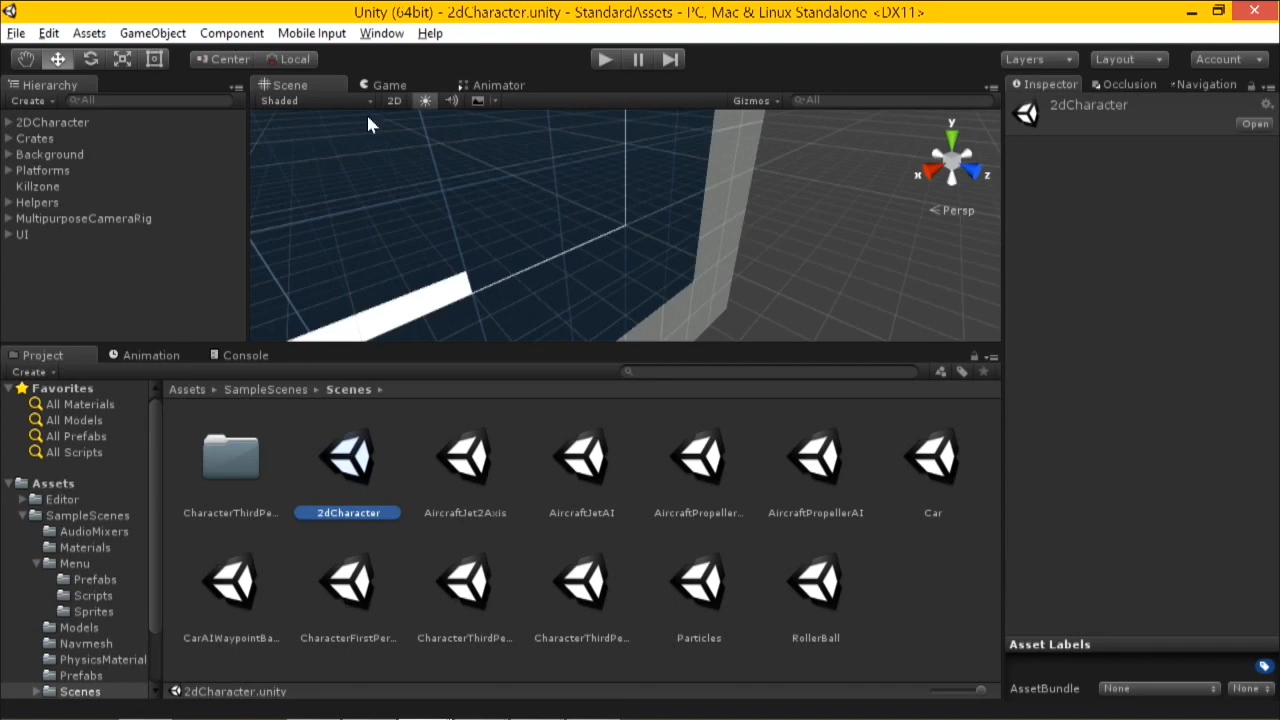 Unity (64bit) - 2dCharacter.unity - StandardAssets - PC, Mac & Linux Standalone <DX11>
File Edit Assets GameObject Component Mobile Input Window Help
Center Local Layers Layout Account
Hierarchy Scene Game Animator Inspector Occlusion Navigation
Create All Shaded 2D Gizmos All
2dCharacter
Open
2DCharacter
Crates
Background
Platforms
Killzone
Helpers
MultipurposeCameraRig
UI
y
x
z
Persp
Project Animation Console
Create
Favorites
All Materials
All Models
All Prefabs
All Scripts
Assets
Editor
SampleScenes
AudioMixers
Materials
Menu
Prefabs
Scripts
Sprites
Models
Navmesh
PhysicsMaterial
Prefabs
Scenes
Assets SampleScenes Scenes
CharacterThirdPe... 2dCharacter AircraftJet2Axis AircraftJetAI AircraftPropeller... AircraftPropellerAI Car
CarAIWaypointBa... CharacterFirstPer... CharacterThirdPe... CharacterThirdPe... Particles RollerBall
2dCharacter.unity
Asset Labels
AssetBundle None None